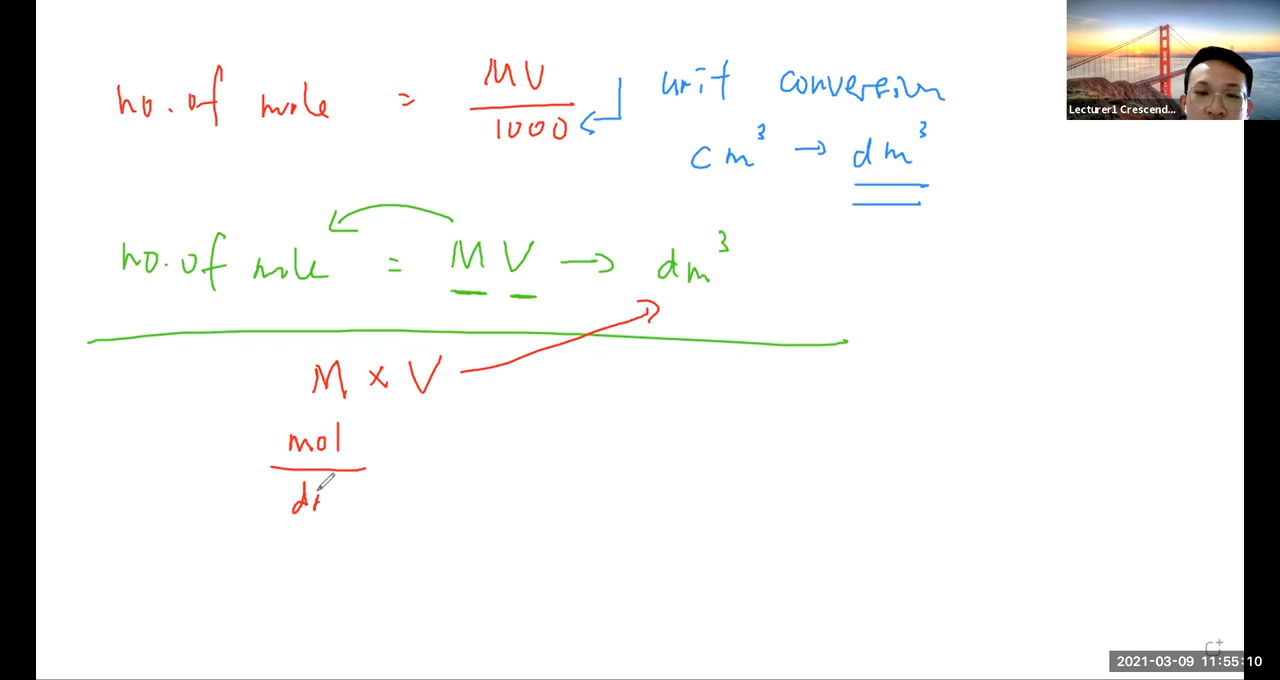 no. of mole = MV / 1000 unit conversion
cm³ → dm³
no. of mole = MV → dm³
M × V
mol
d
Lecturer1 Crescend...
2021-03-09 11:55:10